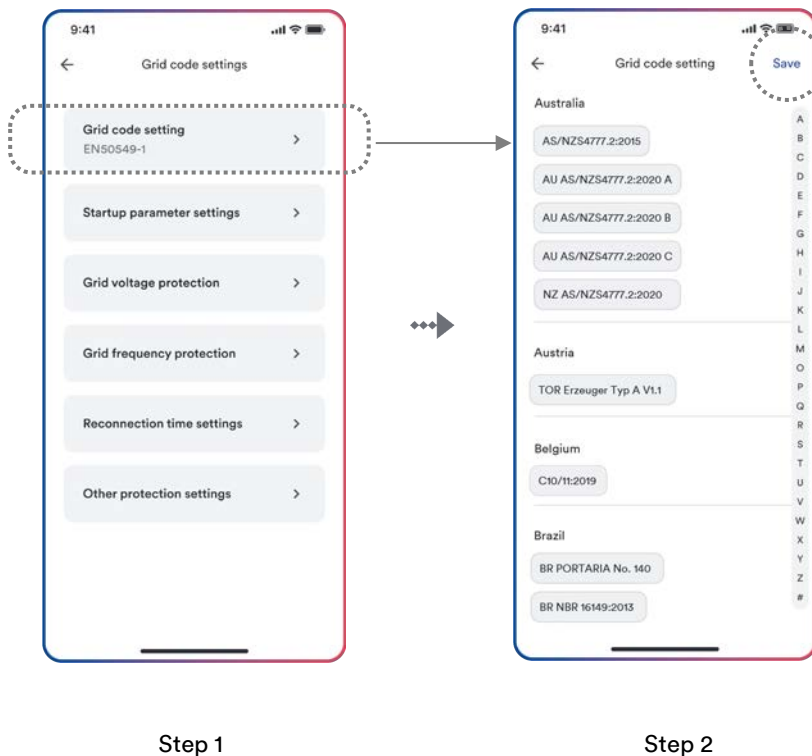 9:41
Grid code settings
Grid code setting
EN50549-1
Startup parameter settings
Grid voltage protection
Grid frequency protection
Reconnection time settings
Other protection settings
Step 1
9:41
Grid code setting
Save
Australia
AS/NZS4777.2:2015
AU AS/NZS4777.2:2020 A
AU AS/NZS4777.2:2020 B
AU AS/NZS4777.2:2020 C
NZ AS/NZS4777.2:2020
Austria
TOR Erzeuger Typ A V1.1
Belgium
C10/11:2019
Brazil
BR PORTARIA No. 140
BR NBR 16149:2013
A
B
C
D
E
F
G
H
I
J
K
L
M
O
P
Q
R
S
T
U
V
W
X
Y
Z
#
Step 2